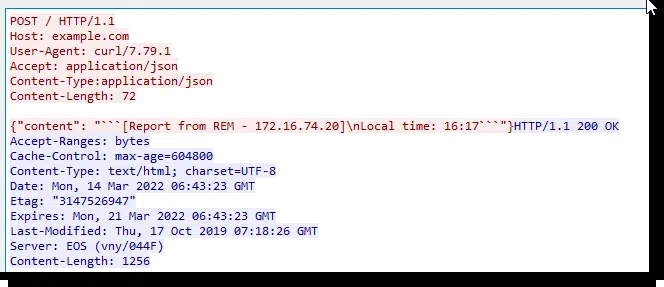 POST / HTTP/1.1
Host: example.com
User-Agent: curl/7.79.1
Accept: application/json
Content-Type:application/json
Content-Length: 72

{"content": "```[Report from REM - 172.16.74.20]\nLocal time: 16:17```"}HTTP/1.1 200 OK
Accept-Ranges: bytes
Cache-Control: max-age=604800
Content-Type: text/html; charset=UTF-8
Date: Mon, 14 Mar 2022 06:43:23 GMT
Etag: "3147526947"
Expires: Mon, 21 Mar 2022 06:43:23 GMT
Last-Modified: Thu, 17 Oct 2019 07:18:26 GMT
Server: EOS (vny/044F)
Content-Length: 1256